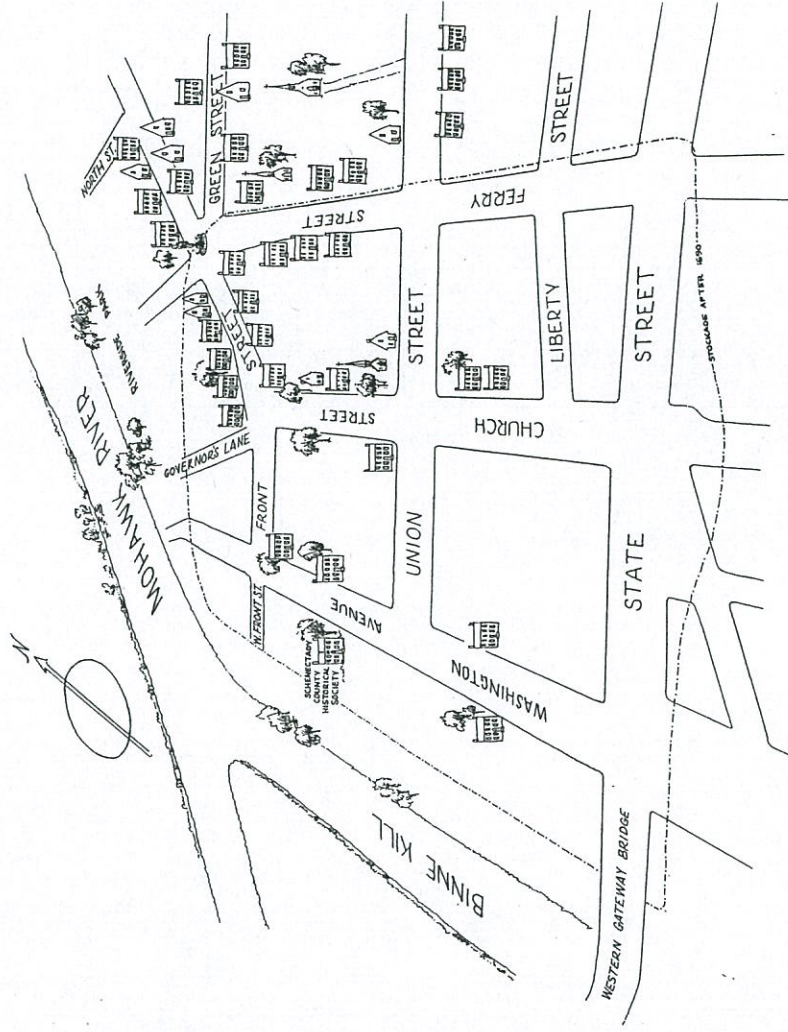 NORTH ST.
GREEN STREET
MOHAWK RIVER
RIVERSIDE PARK
GOVERNOR'S LANE
STREET
FRONT
W. FRONT ST.
FERRY
STREET
CHURCH
STREET
UNION
STREET
LIBERTY
STREET
STATE
STREET
WASHINGTON
AVENUE
SCHENECTADY
COUNTY
HISTORICAL
SOCIETY
BINNE KILL
WESTERN GATEWAY BRIDGE
STOCKADE AFTER 1690
N